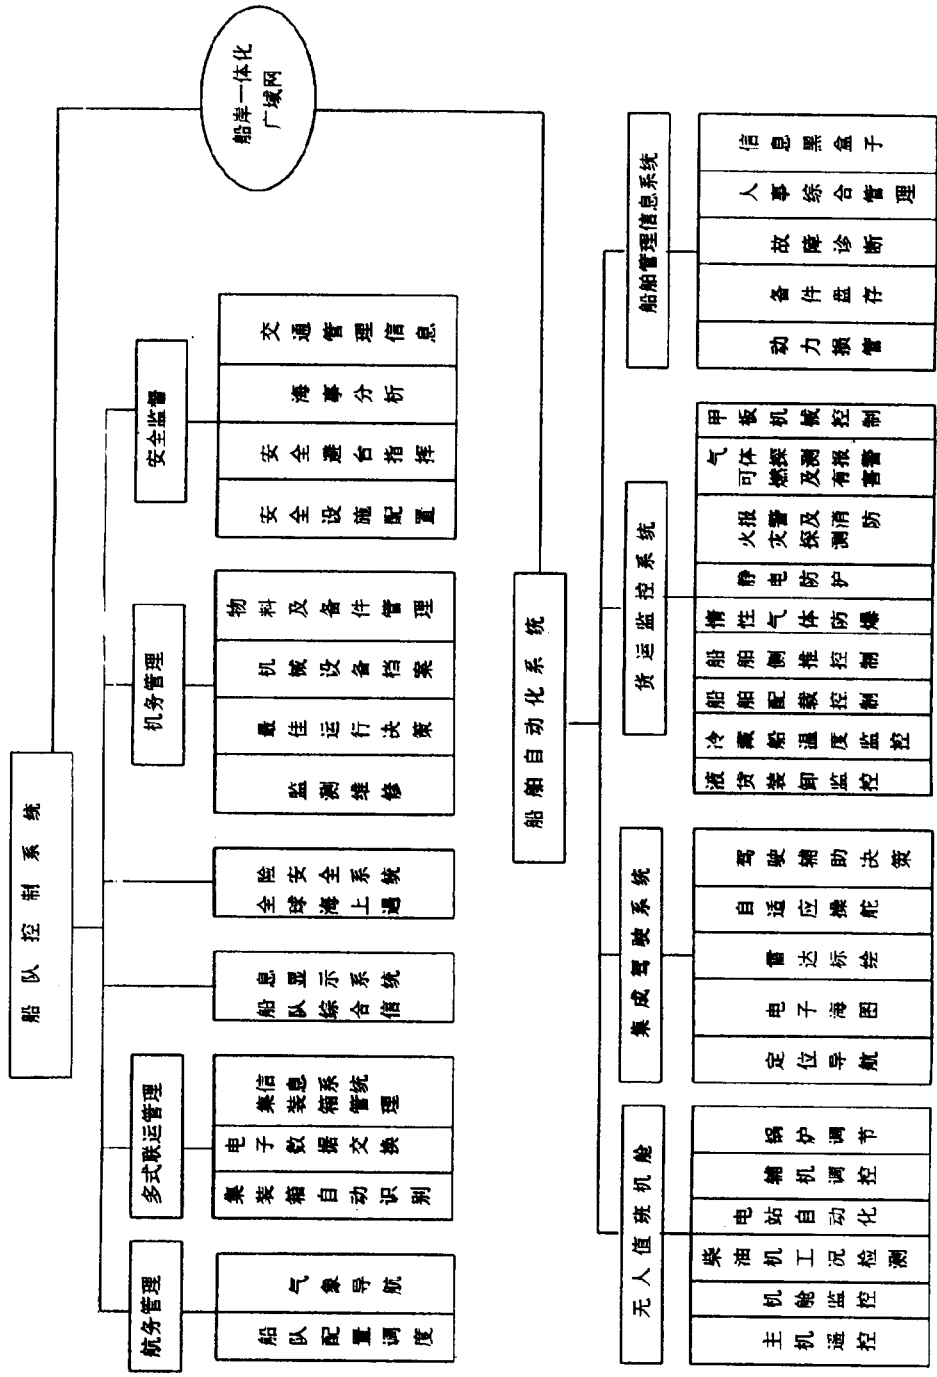 船队控制系统
船岸一体化
广域网
航务管理
船队配置调度
气象导航
多式联运管理
集装箱自动识别
电子数据交换
集装箱管理
信息系统
船队综合信
息显示系统
全球海上遇
险安全系统
机务管理
监测维修
最佳运行决策
机械设备档案
物料及备件管理
安全监督
安全设施配置
安全避台指挥
海事分析
交通管理信息
船舶自动化系统
无人值班机舱
主机遥控
机舱监控
柴油机工况检测
电站自动化
辅机调控
锅炉调节
集成驾驶系统
定位导航
电子海图
雷达标绘
自适应操舵
驾驶辅助决策
货运监控系统
液货装卸监控
冷藏船温度监控
船舶配载控制
船舶侧推控制
惰性气体防爆
静电防护
火灾探测
报警及消防
可燃及有害
气体探测报警
甲板机械控制
船舶管理信息系统
动力损管
备件盘存
故障诊断
人事综合管理
信息黑盒子